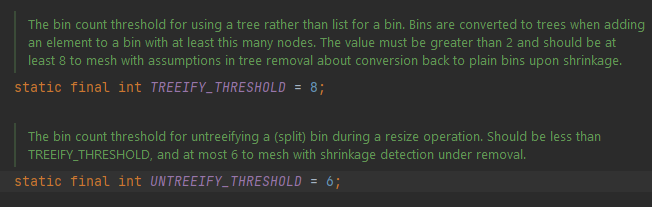 The bin count threshold for using a tree rather than list for a bin. Bins are converted to trees when adding
an element to a bin with at least this many nodes. The value must be greater than 2 and should be at
least 8 to mesh with assumptions in tree removal about conversion back to plain bins upon shrinkage.
static final int TREEIFY_THRESHOLD = 8;
The bin count threshold for untreeifying a (split) bin during a resize operation. Should be less than
TREEIFY_THRESHOLD, and at most 6 to mesh with shrinkage detection under removal.
static final int UNTREEIFY_THRESHOLD = 6;